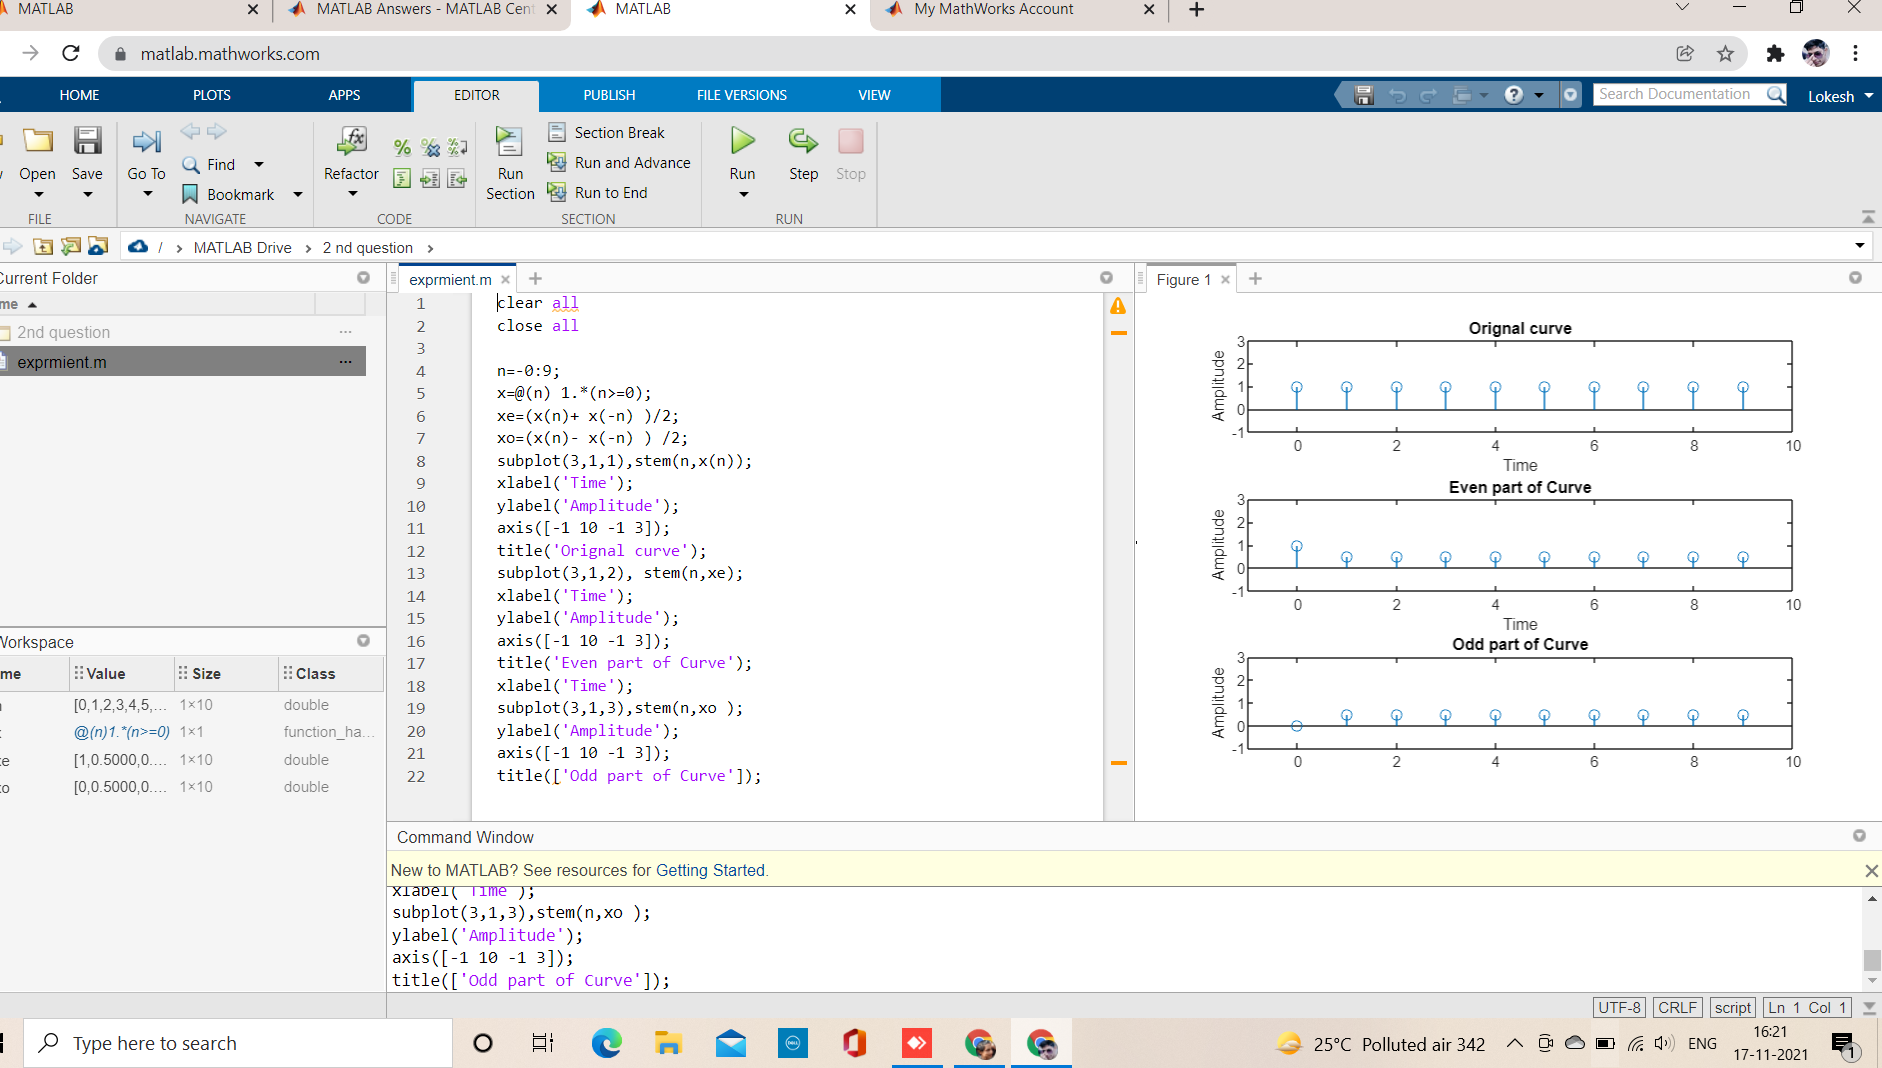 MATLAB
MATLAB Answers - MATLAB Cent
MATLAB
My MathWorks Account
matlab.mathworks.com
HOME
PLOTS
APPS
EDITOR
PUBLISH
FILE VERSIONS
VIEW
Search Documentation
Lokesh
Open
Save
FILE
Go To
Find
Bookmark
NAVIGATE
Refactor
CODE
Run
Section
Section Break
Run and Advance
Run to End
SECTION
Run
Step
Stop
RUN
/ › MATLAB Drive › 2 nd question ›
Current Folder
me
2nd question ...
exprmient.m ...
Workspace
me Value Size Class
[0,1,2,3,4,5,... 1×10 double
@(n)1.*(n>=0) 1×1 function_ha...
e [1,0.5000,0.... 1×10 double
o [0,0.5000,0.... 1×10 double
exprmient.m
1 clear all
2 close all
3
4 n=-0:9;
5 x=@(n) 1.*(n>=0);
6 xe=(x(n)+ x(-n) )/2;
7 xo=(x(n)- x(-n) ) /2;
8 subplot(3,1,1),stem(n,x(n));
9 xlabel('Time');
10 ylabel('Amplitude');
11 axis([-1 10 -1 3]);
12 title('Orignal curve');
13 subplot(3,1,2), stem(n,xe);
14 xlabel('Time');
15 ylabel('Amplitude');
16 axis([-1 10 -1 3]);
17 title('Even part of Curve');
18 xlabel('Time');
19 subplot(3,1,3),stem(n,xo );
20 ylabel('Amplitude');
21 axis([-1 10 -1 3]);
22 title(['Odd part of Curve']);
Figure 1
Orignal curve
Amplitude
3
2
1
0
-1
0 2 4 6 8 10
Time
Even part of Curve
Amplitude
3
2
1
0
-1
0 2 4 6 8 10
Time
Odd part of Curve
Amplitude
3
2
1
0
-1
0 2 4 6 8 10
Command Window
New to MATLAB? See resources for Getting Started.
xlabel('Time');
subplot(3,1,3),stem(n,xo );
ylabel('Amplitude');
axis([-1 10 -1 3]);
title(['Odd part of Curve']);
UTF-8 CRLF script Ln 1 Col 1
Type here to search
DELL
25°C Polluted air 342
ENG
16:21
17-11-2021
1